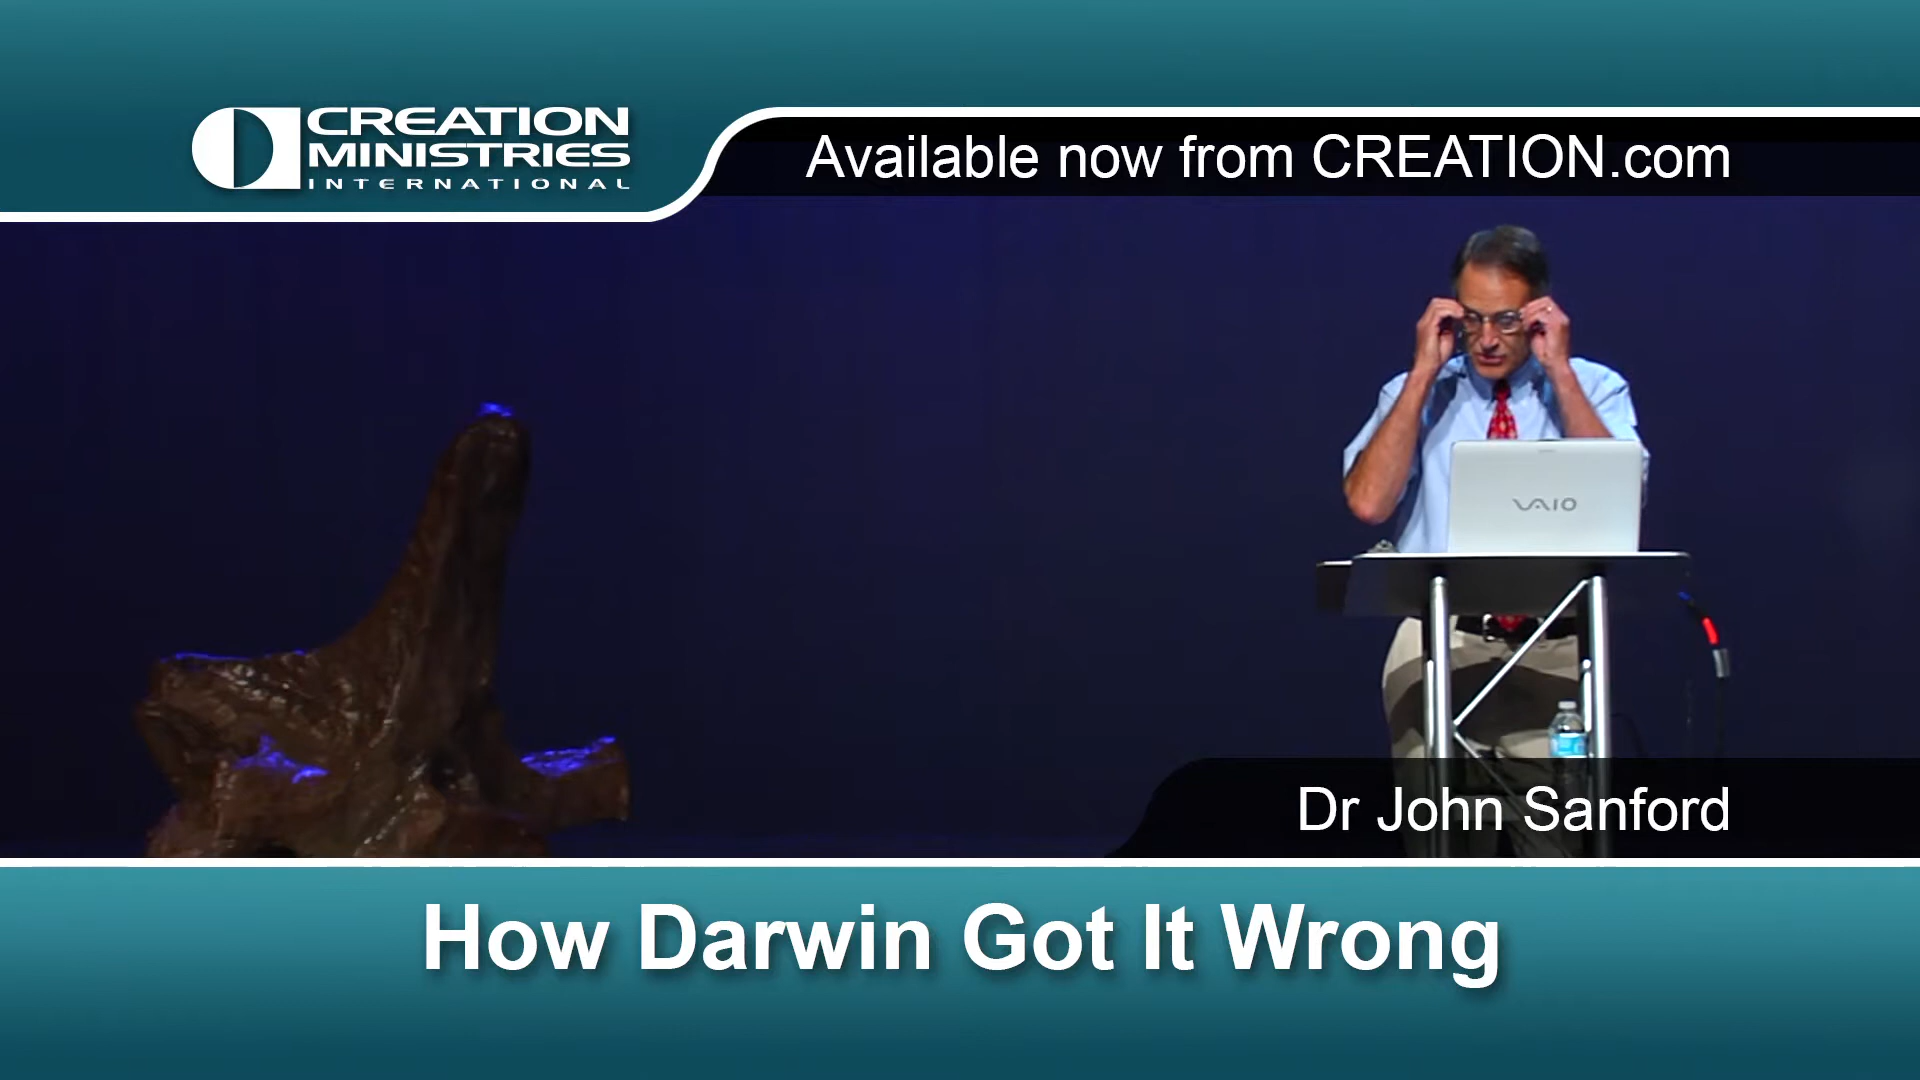 CREATION
MINISTRIES
INTERNATIONAL
Available now from CREATION.com
VAIO
Dr John Sanford
How Darwin Got It Wrong